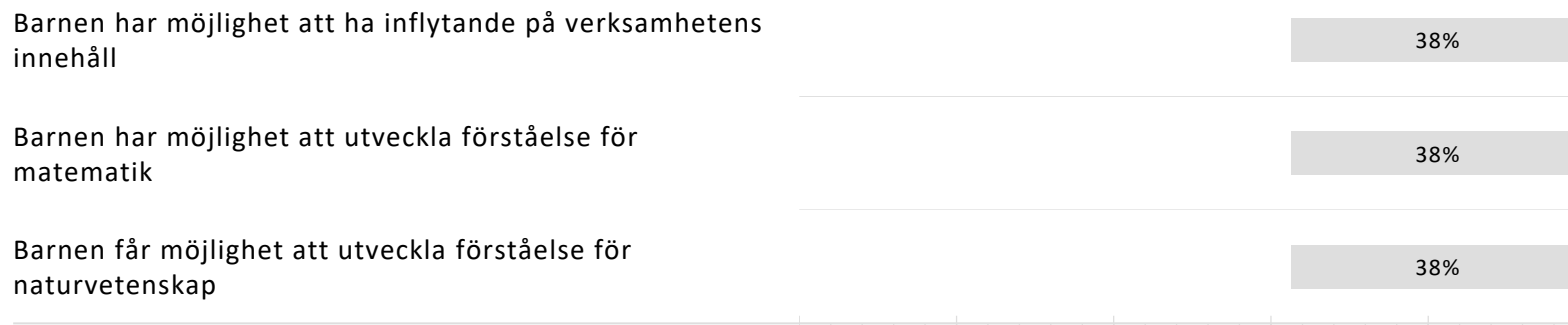 Barnen har möjlighet att ha inflytande på verksamhetens
innehåll
38%
Barnen har möjlighet att utveckla förståelse för
matematik
38%
Barnen får möjlighet att utveckla förståelse för
naturvetenskap
38%